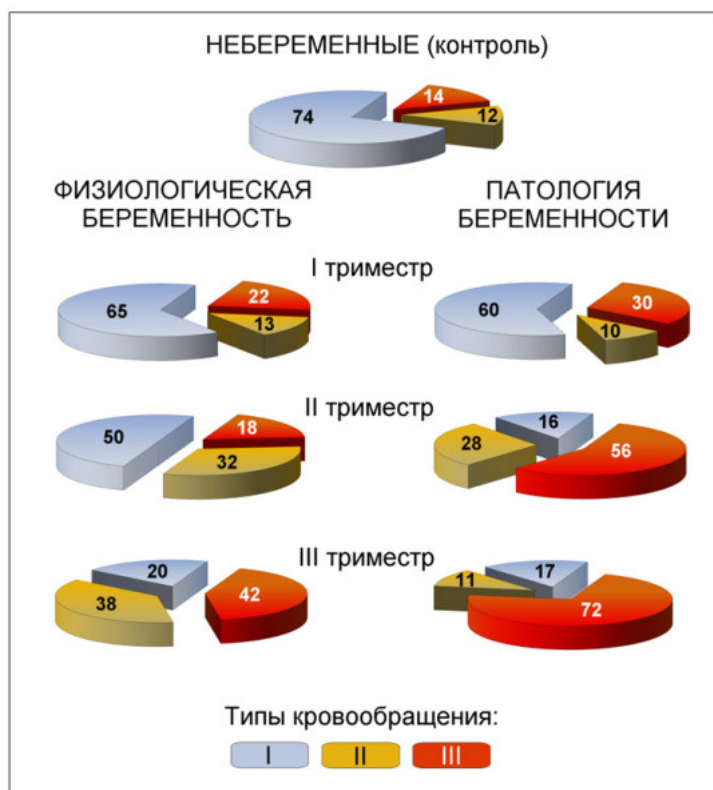 НЕБЕРЕМЕННЫЕ (контроль)
74
14
12
ФИЗИОЛОГИЧЕСКАЯ
БЕРЕМЕННОСТЬ
ПАТОЛОГИЯ
БЕРЕМЕННОСТИ
I триместр
65
22
13
60
30
10
II триместр
50
18
32
16
28
56
III триместр
20
38
42
17
11
72
Типы кровообращения:
I II III